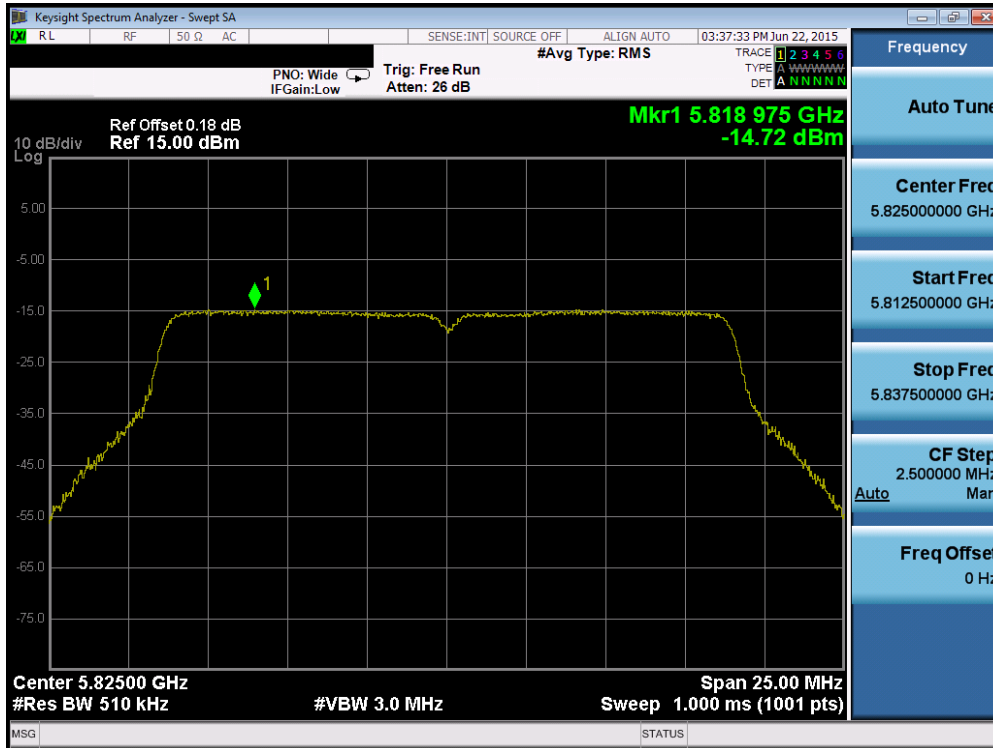 Keysight Spectrum Analyzer - Swept SA
LXI RL RF 50 Ω AC SENSE:INT SOURCE OFF ALIGN AUTO 03:37:33 PM Jun 22, 2015
#Avg Type: RMS
TRACE 1 2 3 4 5 6
TYPE A WWWWW
DET A N N N N N
PNO: Wide
IFGain:Low
Trig: Free Run
Atten: 26 dB
Mkr1 5.818 975 GHz
-14.72 dBm
Ref Offset 0.18 dB
10 dB/div Ref 15.00 dBm
Log
5.00
-5.00
1
-15.0
-25.0
-35.0
-45.0
-55.0
-65.0
-75.0
Center 5.82500 GHz Span 25.00 MHz
#Res BW 510 kHz #VBW 3.0 MHz Sweep 1.000 ms (1001 pts)
MSG STATUS
Frequency
Auto Tune
Center Freq
5.825000000 GHz
Start Freq
5.812500000 GHz
Stop Freq
5.837500000 GHz
CF Step
2.500000 MHz
Auto Man
Freq Offset
0 Hz